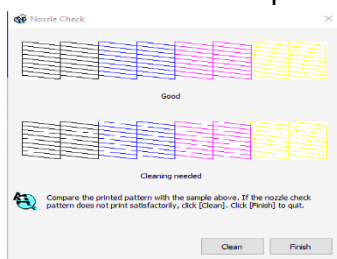 Nozzle Check
Good
Cleaning needed
Compare the printed pattern with the sample above. If the nozzle check
pattern does not print satisfactorily, click [Clean]. Click [Finish] to quit.
Clean Finish